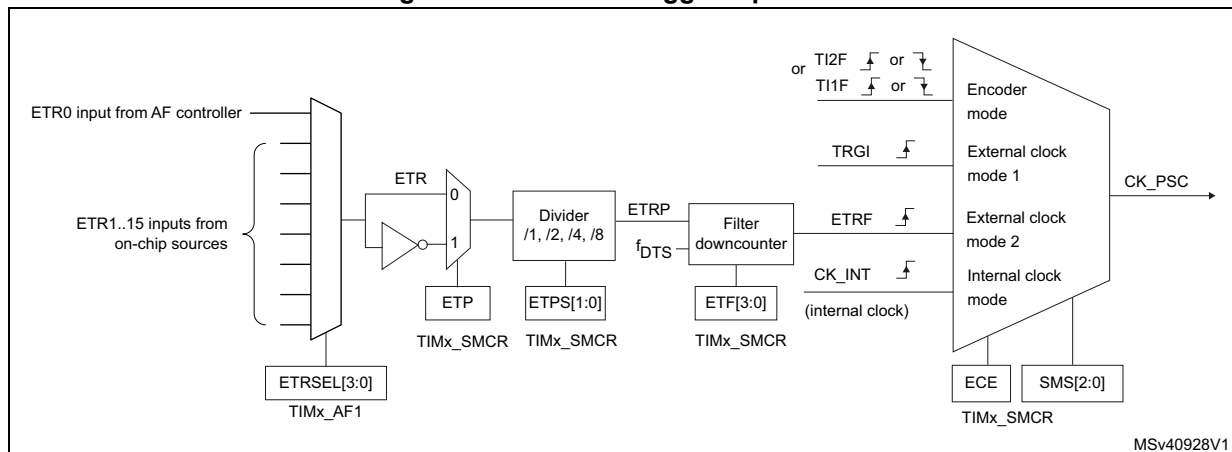 ETR0 input from AF controller
ETR1..15 inputs from
on-chip sources
ETRSEL[3:0]
TIMx_AF1
ETR
0
1
ETP
TIMx_SMCR
Divider
/1, /2, /4, /8
ETPS[1:0]
TIMx_SMCR
ETRP
fDTS
Filter
downcounter
ETF[3:0]
TIMx_SMCR
or TI2F or
TI1F or
Encoder
mode
TRGI
External clock
mode 1
ETRF
External clock
mode 2
CK_INT
(internal clock)
Internal clock
mode
CK_PSC
ECE
SMS[2:0]
TIMx_SMCR
MSv40928V1